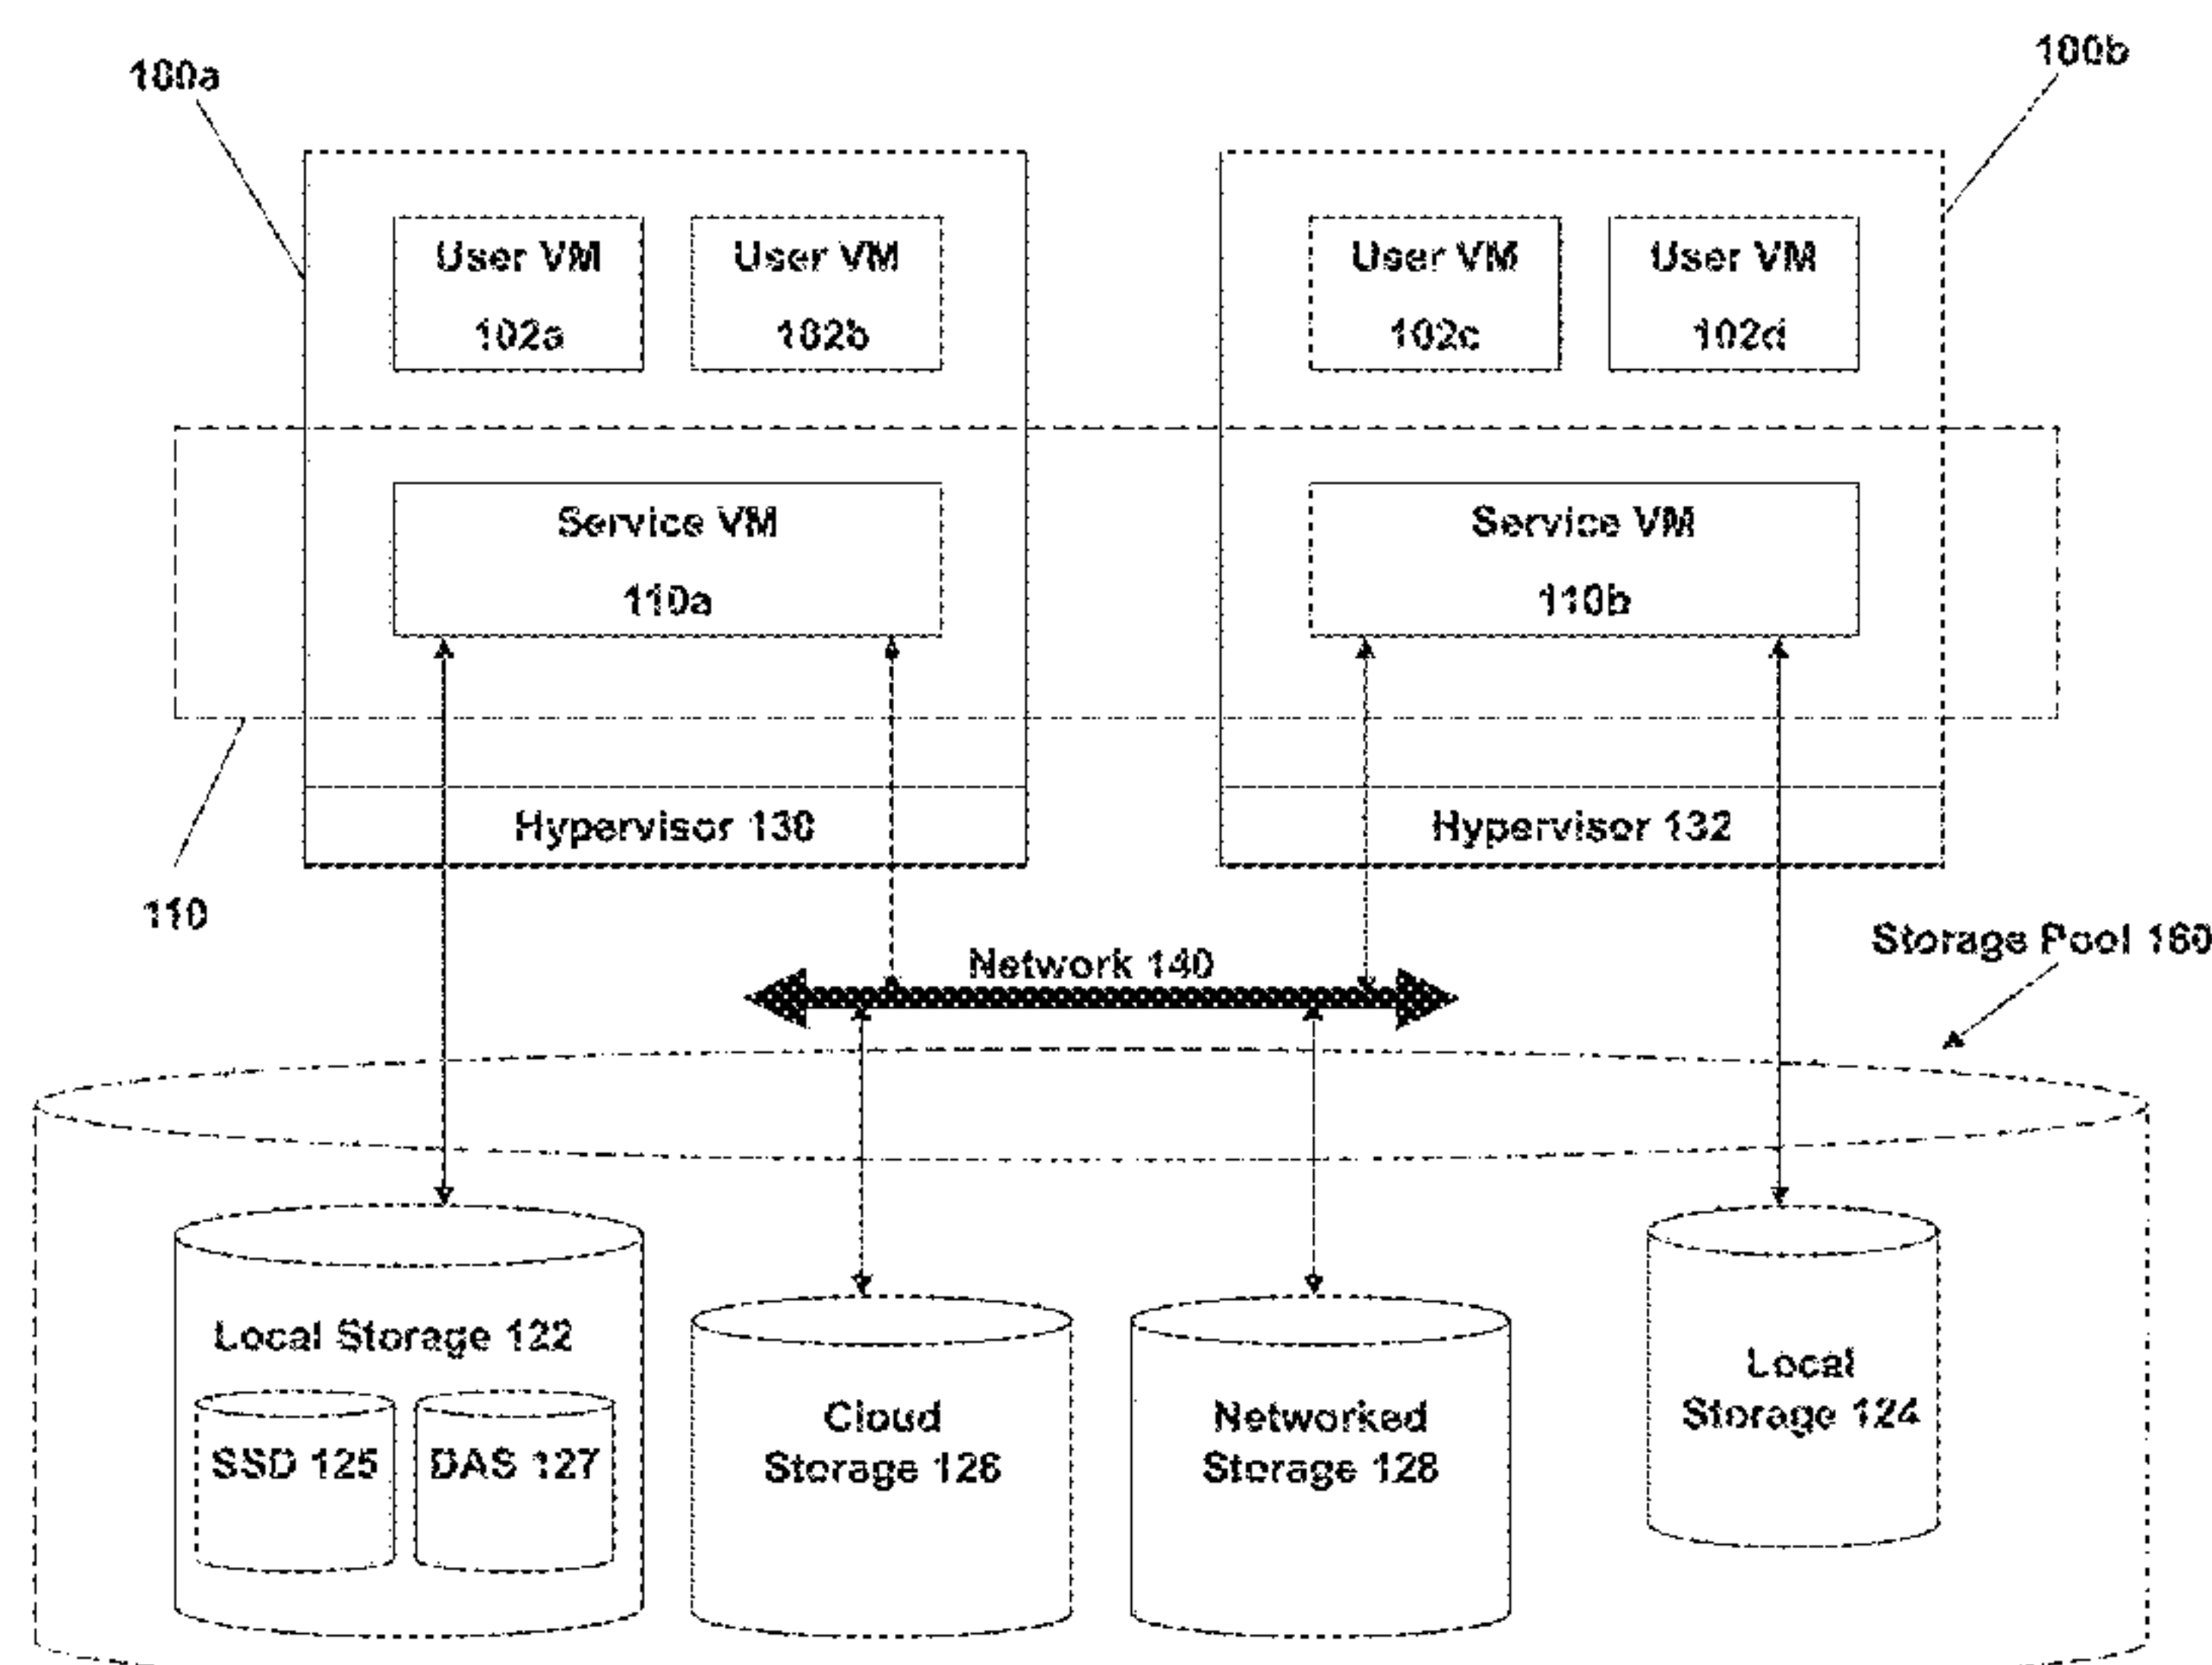 100a
100b
User VM
102a
User VM
102b
User VM
102c
User VM
102d
Service VM
110a
Service VM
110b
Hypervisor 130
Hypervisor 132
110
Storage Pool 160
Network 140
Local Storage 122
SSD 125
DAS 127
Cloud
Storage 126
Networked
Storage 128
Local
Storage 124